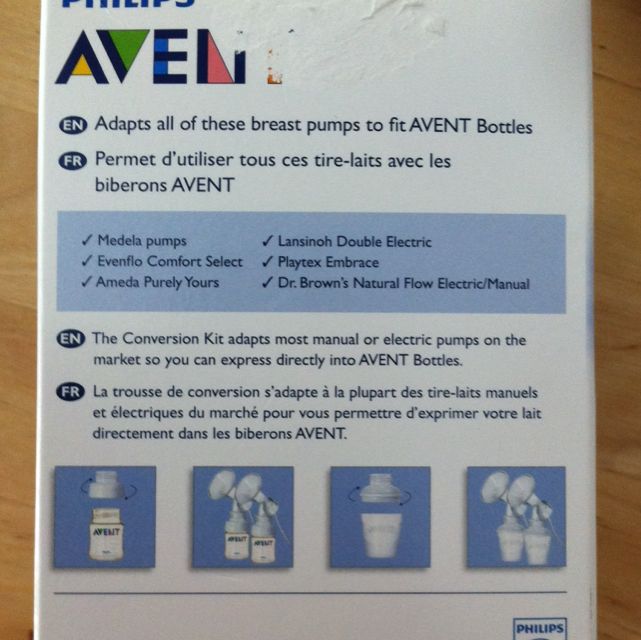 PHILIPS
AVENT
EN Adapts all of these breast pumps to fit AVENT Bottles
FR Permet d'utiliser tous ces tire-laits avec les
biberons AVENT
✓ Medela pumps
✓ Evenflo Comfort Select
✓ Ameda Purely Yours
✓ Lansinoh Double Electric
✓ Playtex Embrace
✓ Dr. Brown's Natural Flow Electric/Manual
EN The Conversion Kit adapts most manual or electric pumps on the
market so you can express directly into AVENT Bottles.
FR La trousse de conversion s'adapte à la plupart des tire-laits manuels
et électriques du marché pour vous permettre d'exprimer votre lait
directement dans les biberons AVENT.
AVENT
AVENT AVENT
PHILIPS